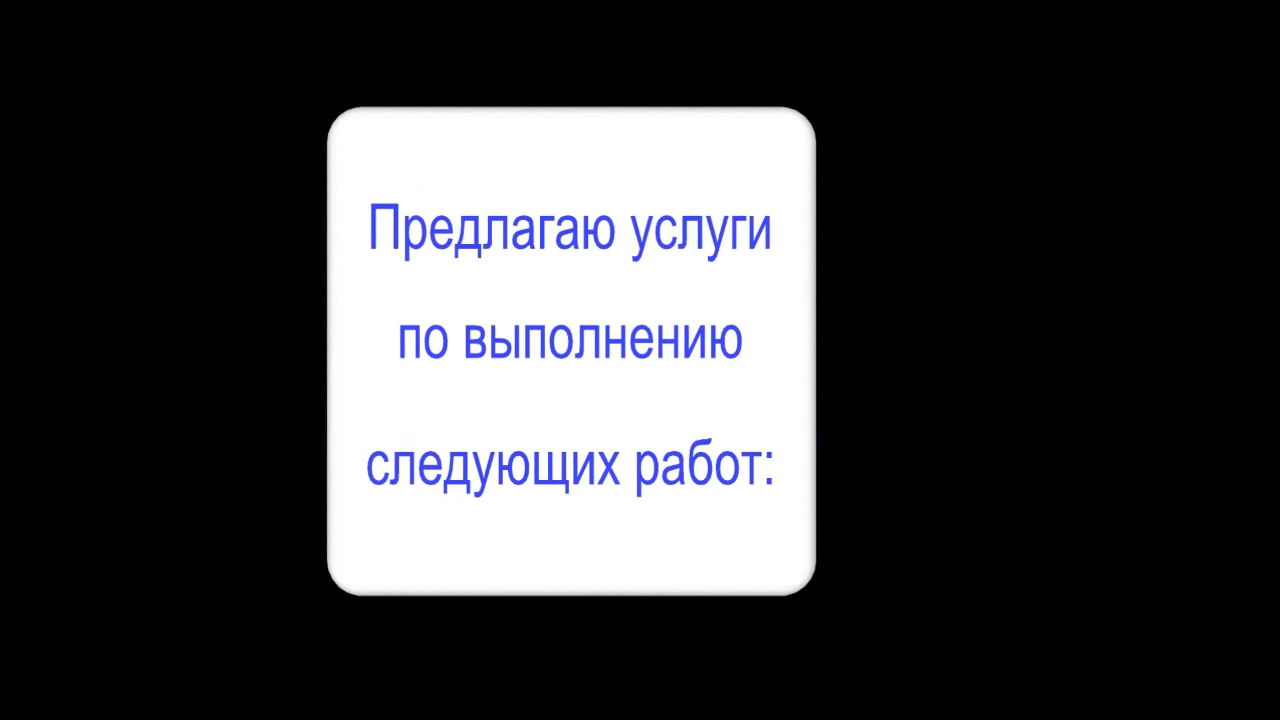 Предлагаю услуги
по выполнению
следующих работ: